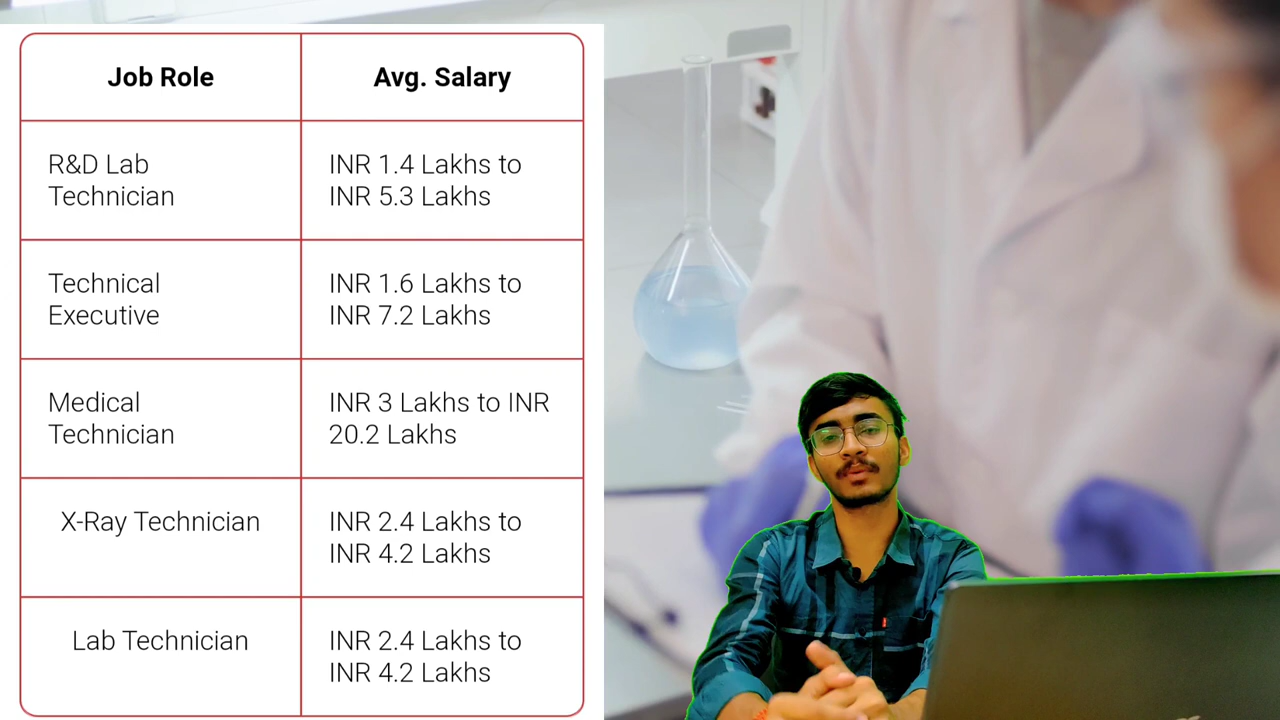 Job Role
Avg. Salary
R&D Lab
Technician
INR 1.4 Lakhs to
INR 5.3 Lakhs
Technical
Executive
INR 1.6 Lakhs to
INR 7.2 Lakhs
Medical
Technician
INR 3 Lakhs to INR
20.2 Lakhs
X-Ray Technician
INR 2.4 Lakhs to
INR 4.2 Lakhs
Lab Technician
INR 2.4 Lakhs to
INR 4.2 Lakhs